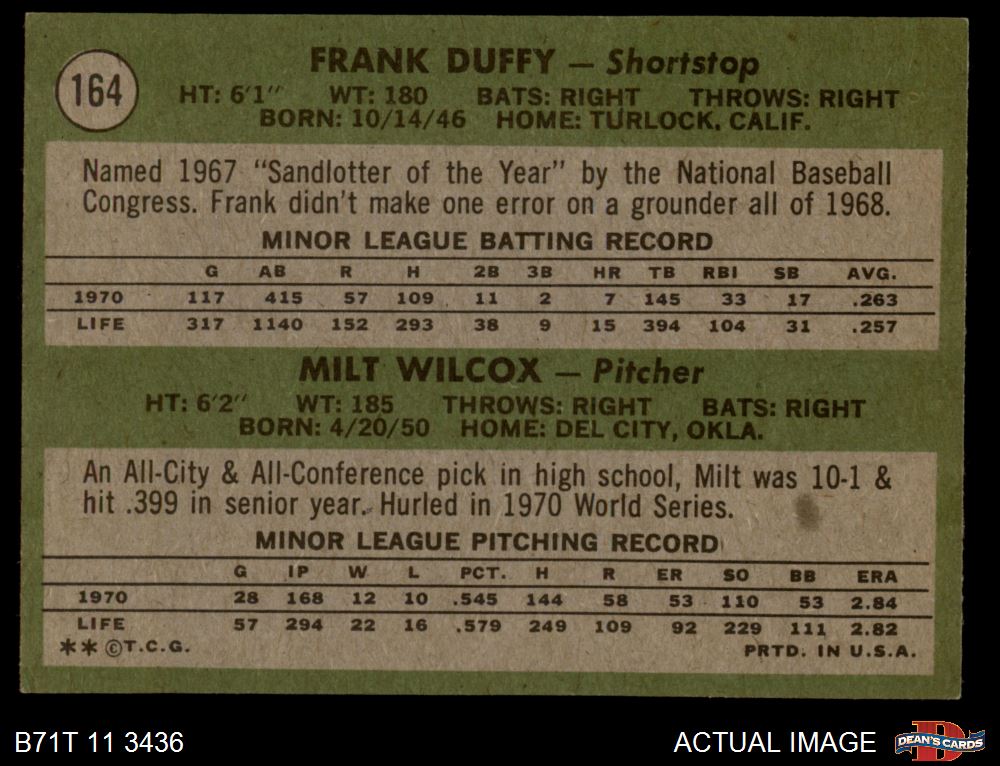 164
FRANK DUFFY — Shortstop
HT: 6'1" WT: 180 BATS: RIGHT THROWS: RIGHT
BORN: 10/14/46 HOME: TURLOCK, CALIF.
Named 1967 "Sandlotter of the Year" by the National Baseball
Congress. Frank didn't make one error on a grounder all of 1968.
MINOR LEAGUE BATTING RECORD
G AB R H 2B 3B HR TB RBI SB AVG.
1970 117 415 57 109 11 2 7 145 33 17 .263
LIFE 317 1140 152 293 38 9 15 394 104 31 .257
MILT WILCOX — Pitcher
HT: 6'2" WT: 185 THROWS: RIGHT BATS: RIGHT
BORN: 4/20/50 HOME: DEL CITY, OKLA.
An All-City & All-Conference pick in high school, Milt was 10-1 &
hit .399 in senior year. Hurled in 1970 World Series.
MINOR LEAGUE PITCHING RECORD
G IP W L PCT. H R ER SO BB ERA
1970 28 168 12 10 .545 144 58 53 110 53 2.84
LIFE 57 294 22 16 .579 249 109 92 229 111 2.82
**©T.C.G. PRTD. IN U.S.A.
B71T 11 3436 ACTUAL IMAGE DEAN'S CARDS